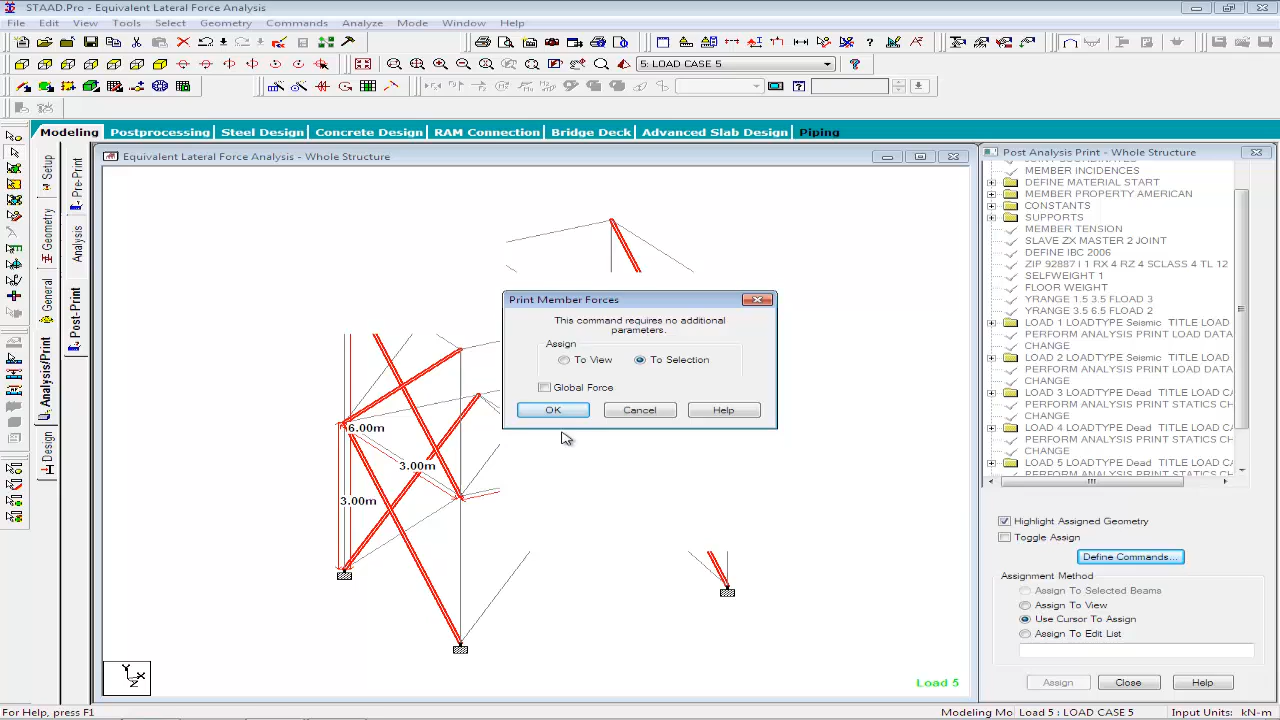 STAAD.Pro - Equivalent Lateral Force Analysis
File Edit View Tools Select Geometry Commands Analyze Mode Window Help
5: LOAD CASE 5
Modeling Postprocessing Steel Design Concrete Design RAM Connection Bridge Deck Advanced Slab Design Piping
Setup
Geometry
General
Analysis/Print
Design
Pre-Print
Analysis
Post-Print
Equivalent Lateral Force Analysis - Whole Structure
6.00m
3.00m
3.00m
Load 5
Print Member Forces
This command requires no additional
parameters.
Assign
To View To Selection
Global Force
OK Cancel Help
Post Analysis Print - Whole Structure
JOINT COORDINATES
MEMBER INCIDENCES
DEFINE MATERIAL START
MEMBER PROPERTY AMERICAN
CONSTANTS
SUPPORTS
MEMBER TENSION
SLAVE ZX MASTER 2 JOINT
DEFINE IBC 2006
ZIP 92887 I 1 RX 4 RZ 4 SCLASS 4 TL 12
SELFWEIGHT 1
FLOOR WEIGHT
YRANGE 1.5 3.5 FLOAD 3
YRANGE 3.5 6.5 FLOAD 2
LOAD 1 LOADTYPE Seismic TITLE LOAD
PERFORM ANALYSIS PRINT LOAD DATA
CHANGE
LOAD 2 LOADTYPE Seismic TITLE LOAD
PERFORM ANALYSIS PRINT LOAD DATA
CHANGE
LOAD 3 LOADTYPE Dead TITLE LOAD CA
PERFORM ANALYSIS PRINT STATICS CH
CHANGE
LOAD 4 LOADTYPE Dead TITLE LOAD CA
PERFORM ANALYSIS PRINT STATICS CH
CHANGE
LOAD 5 LOADTYPE Dead TITLE LOAD CA
PERFORM ANALYSIS PRINT STATICS CH
Highlight Assigned Geometry
Toggle Assign
Define Commands...
Assignment Method
Assign To Selected Beams
Assign To View
Use Cursor To Assign
Assign To Edit List
Assign Close Help
X
Y
Z
For Help, press F1
Modeling Mo Load 5 : LOAD CASE 5 Input Units: kN-m